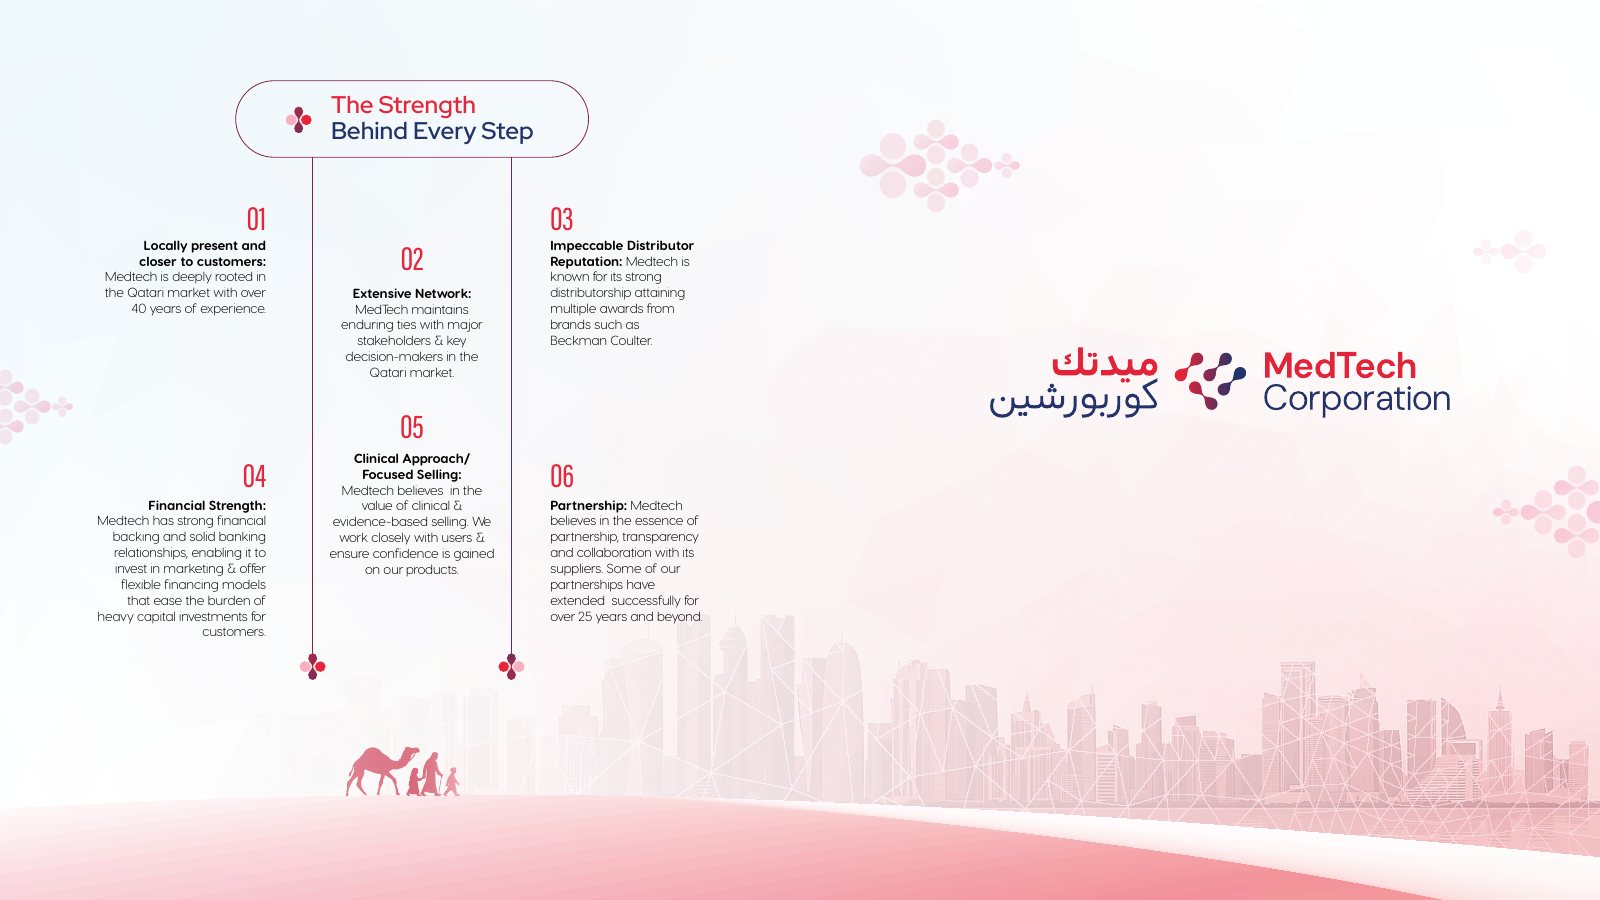 The Strength
Behind Every Step
01
Locally present and
closer to customers:
Medtech is deeply rooted in
the Qatari market with over
40 years of experience.
02
Extensive Network:
MedTech maintains
enduring ties with major
stakeholders & key
decision-makers in the
Qatari market.
03
Impeccable Distributor
Reputation: Medtech is
known for its strong
distributorship attaining
multiple awards from
brands such as
Beckman Coulter.
04
Financial Strength:
Medtech has strong financial
backing and solid banking
relationships, enabling it to
invest in marketing & offer
flexible financing models
that ease the burden of
heavy capital investments for
customers.
05
Clinical Approach/
Focused Selling:
Medtech believes  in the
value of clinical &
evidence-based selling. We
work closely with users &
ensure confidence is gained
on our products.
06
Partnership: Medtech
believes in the essence of
partnership, transparency
and collaboration with its
suppliers. Some of our
partnerships have
extended  successfully for
over 25 years and beyond.
ميدتك
كوربورشين
MedTech
Corporation